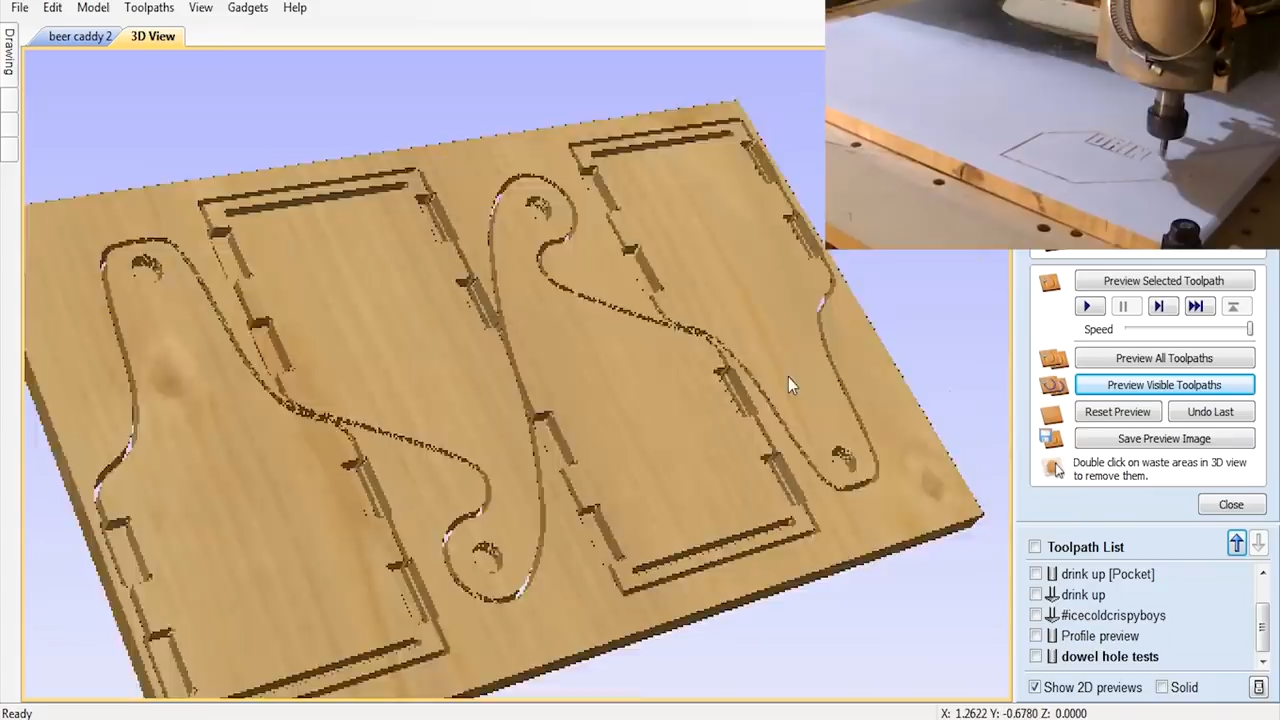 File Edit Model Toolpaths View Gadgets Help
Drawing
beer caddy 2
3D View
DRIN
Preview Selected Toolpath
Speed
Preview All Toolpaths
Preview Visible Toolpaths
Reset Preview
Undo Last
Save Preview Image
Double click on waste areas in 3D view
to remove them.
Close
Toolpath List
drink up [Pocket]
drink up
#icecoldcrispyboys
Profile preview
dowel hole tests
Show 2D previews
Solid
Ready
X: 1.2622 Y: -0.6780 Z: 0.0000